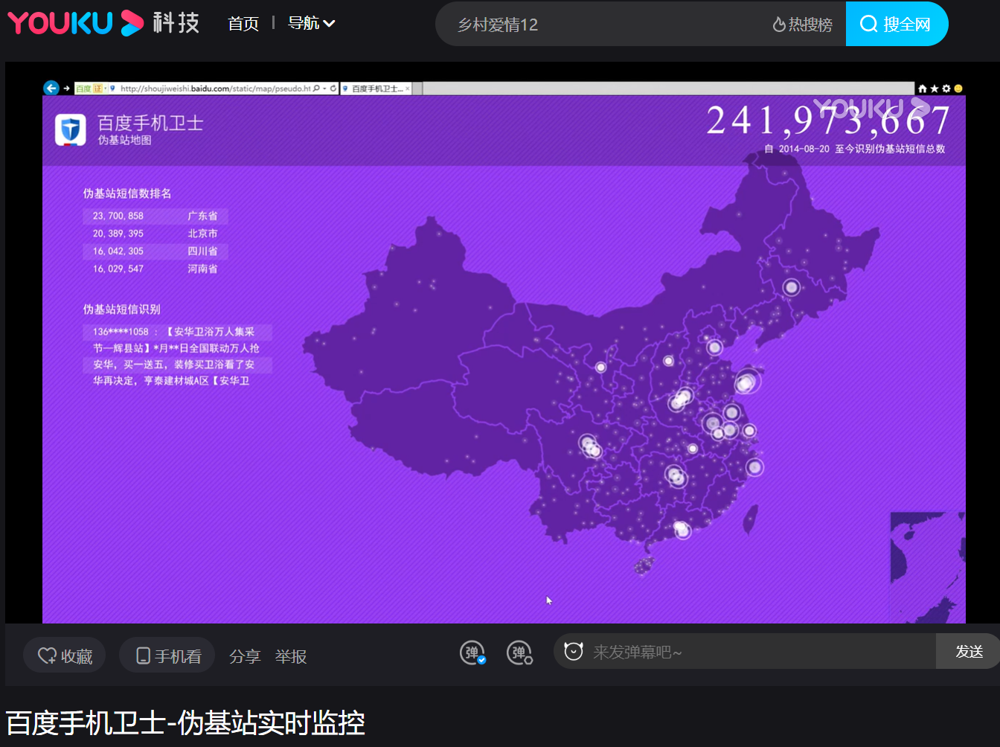 YOUKU 科技
首页 | 导航
乡村爱情12
热搜榜
搜全网
百度 证
http://shoujiweishi.baidu.com/static/map/pseudo.ht
百度手机卫士... ×
YOUKU
百度手机卫士
伪基站地图
241,973,667
自 2014-08-20 至今识别伪基站短信总数
伪基站短信数排名
23,700,858 广东省
20,389,395 北京市
16,042,305 四川省
16,029,547 河南省
伪基站短信识别
136****1058 : 【安华卫浴万人集采
节—辉县站】*月**日全国联动万人抢
安华，买一送五，装修买卫浴看了安
华再决定，亨泰建材城A区【安华卫
收藏
手机看
分享
举报
弹
弹
来发弹幕吧~
发送
百度手机卫士-伪基站实时监控